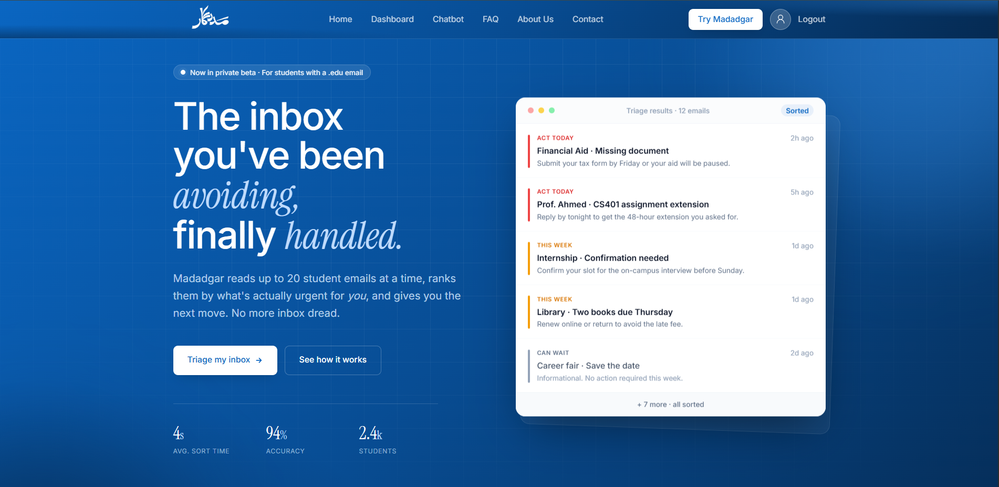 مددگار
Home
Dashboard
Chatbot
FAQ
About Us
Contact
Try Madadgar
Logout
Now in private beta · For students with a .edu email
The inbox
you've been
avoiding,
finally handled.
Madadgar reads up to 20 student emails at a time, ranks
them by what's actually urgent for you, and gives you the
next move. No more inbox dread.
Triage my inbox →
See how it works
4s
AVG. SORT TIME
94%
ACCURACY
2.4k
STUDENTS
Triage results · 12 emails
Sorted
ACT TODAY
2h ago
Financial Aid · Missing document
Submit your tax form by Friday or your aid will be paused.
ACT TODAY
5h ago
Prof. Ahmed · CS401 assignment extension
Reply by tonight to get the 48-hour extension you asked for.
THIS WEEK
1d ago
Internship · Confirmation needed
Confirm your slot for the on-campus interview before Sunday.
THIS WEEK
1d ago
Library · Two books due Thursday
Renew online or return to avoid the late fee.
CAN WAIT
2d ago
Career fair · Save the date
Informational. No action required this week.
+ 7 more · all sorted